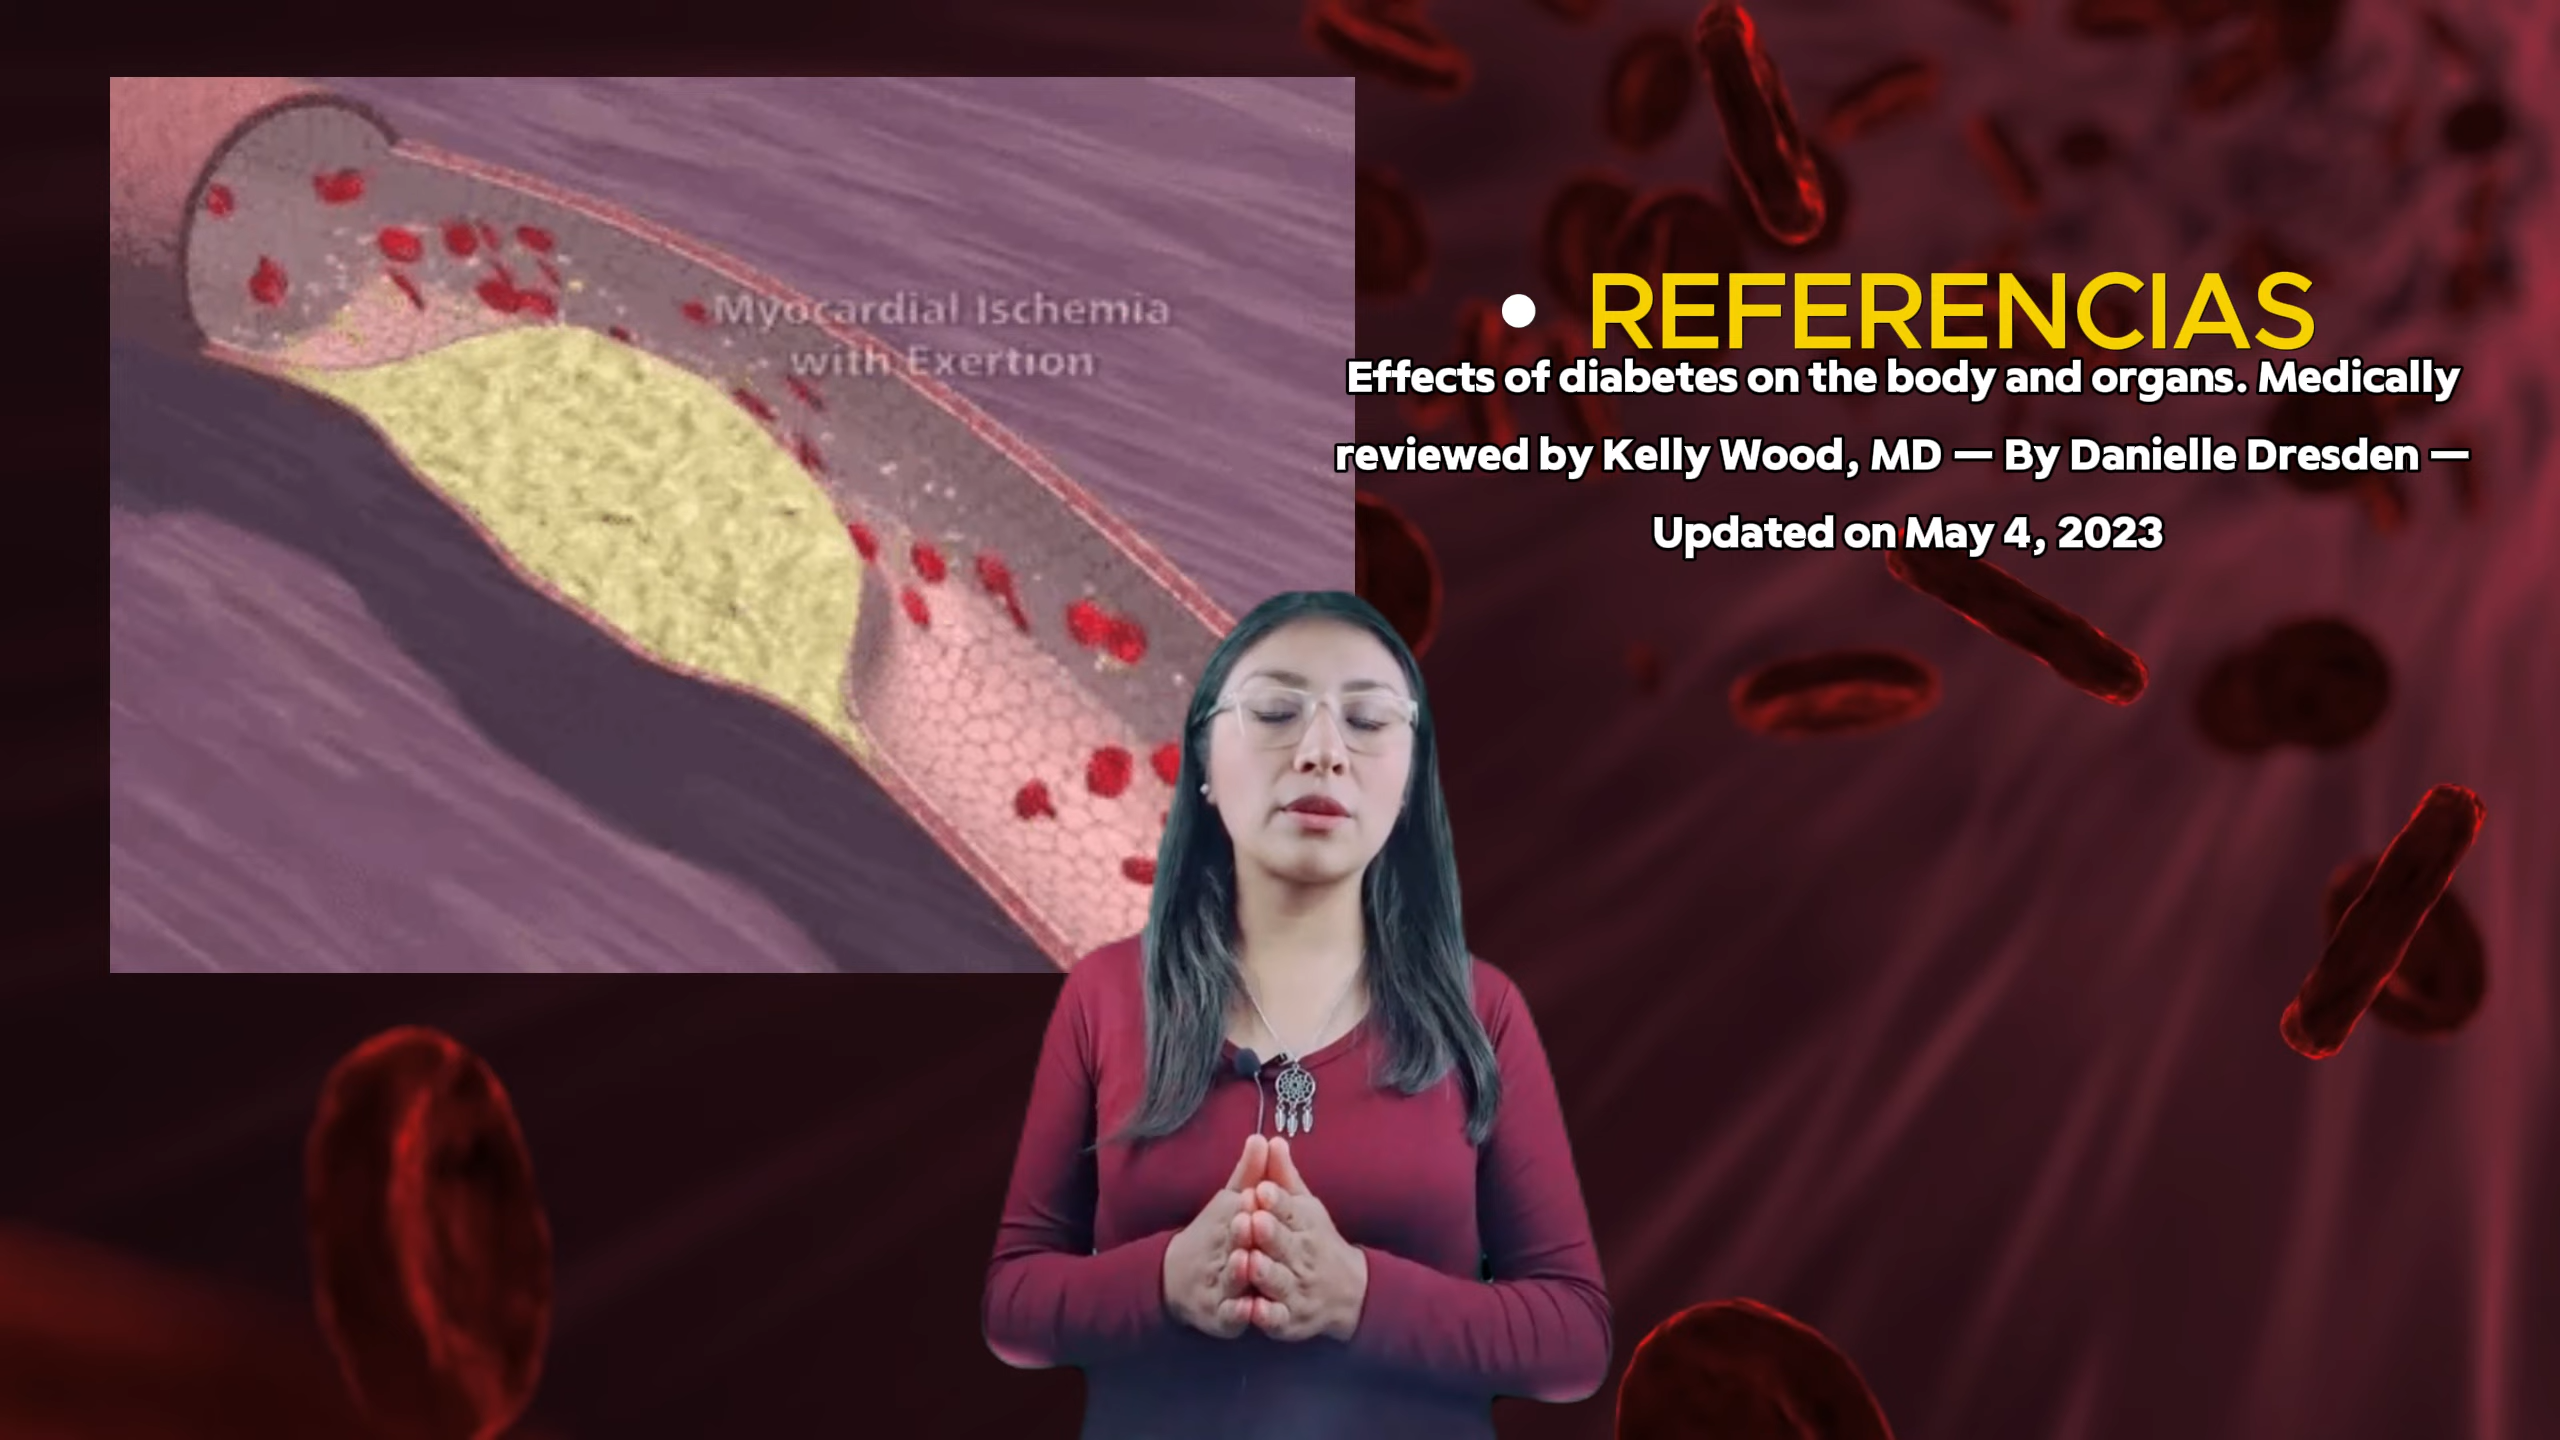 Myocardial Ischemia
with Exertion
• REFERENCIAS
Effects of diabetes on the body and organs. Medically
reviewed by Kelly Wood, MD — By Danielle Dresden —
Updated on May 4, 2023